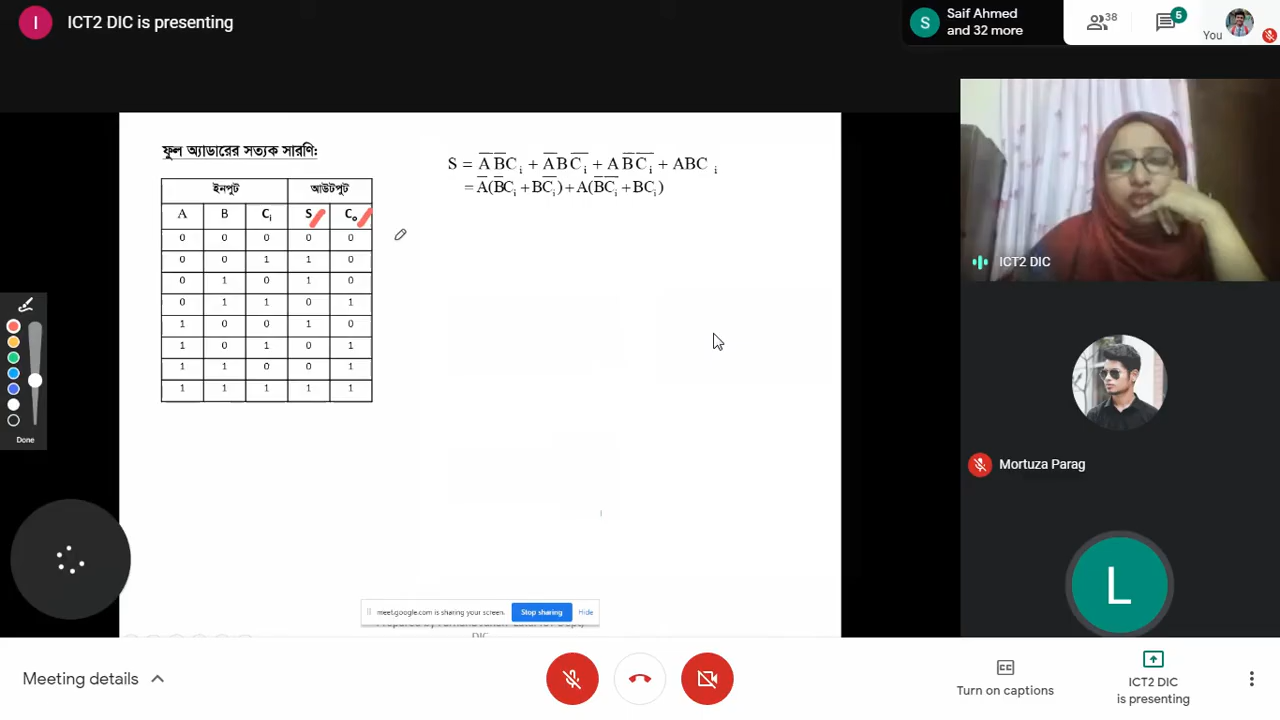 I ICT2 DIC is presenting
S Saif Ahmed
and 32 more
38
5
You
ফুল অ্যাডারের সত্যক সারণি:
ইনপুট আউটপুট
A B Cᵢ S Cₒ
0 0 0 0 0
0 0 1 1 0
0 1 0 1 0
0 1 1 0 1
1 0 0 1 0
1 0 1 0 1
1 1 0 0 1
1 1 1 1 1
S = A̅ B̅Cᵢ + A̅B C̅ᵢ + A B̅ C̅ᵢ + ABC ᵢ
= A̅(B̅Cᵢ + BC̅ᵢ) + A(B̅C̅ᵢ + BCᵢ)
Done
ICT2 DIC
Mortuza Parag
L
meet.google.com is sharing your screen. Stop sharing Hide
DIC
Meeting details
Turn on captions
ICT2 DIC
is presenting